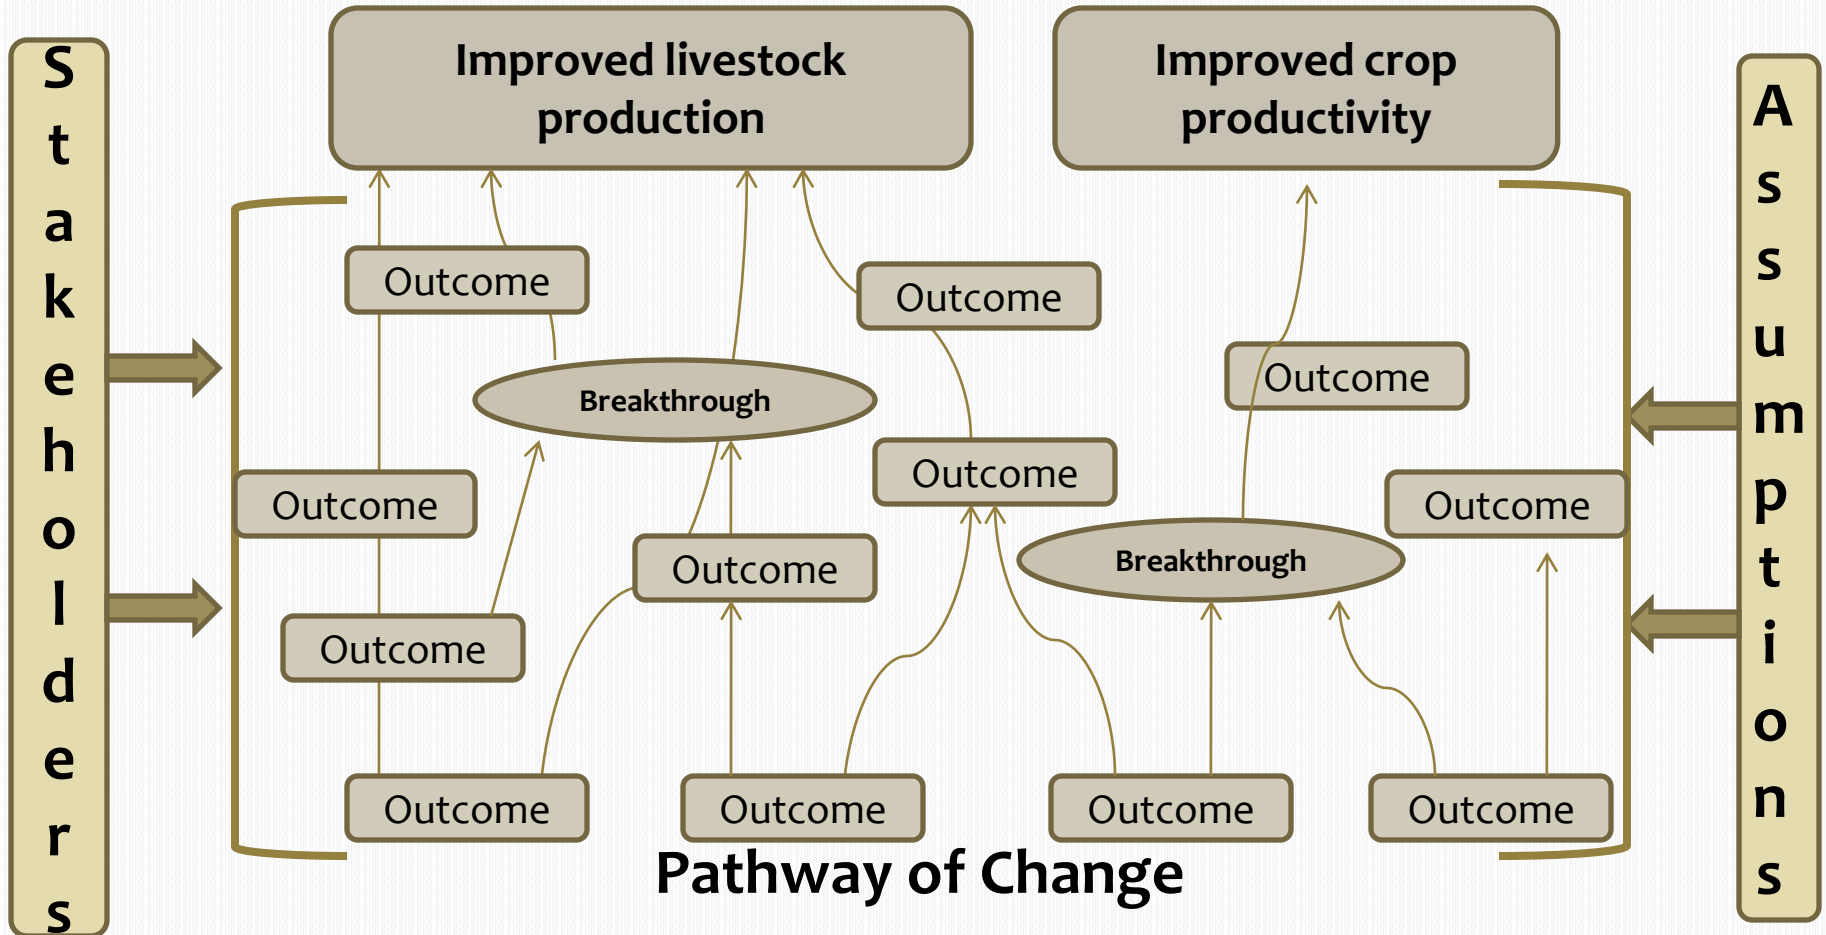 Stakeholders
Improved livestock
production
Improved crop
productivity
Assumptions
Outcome
Outcome
Outcome
Breakthrough
Outcome
Outcome
Outcome
Outcome
Breakthrough
Outcome
Outcome
Outcome
Outcome
Outcome
Outcome
Pathway of Change